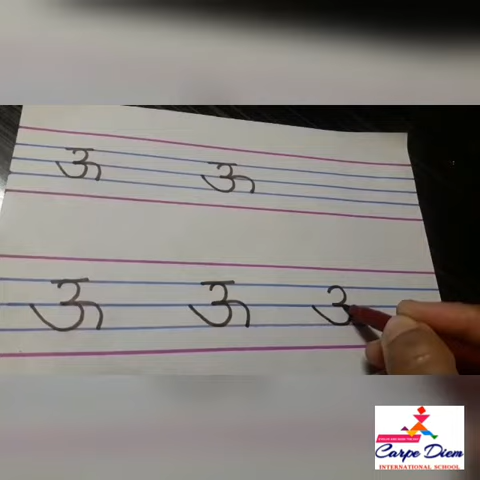 ऊ ऊ
ऊ ऊ उ
Carpe Diem
INTERNATIONAL SCHOOL